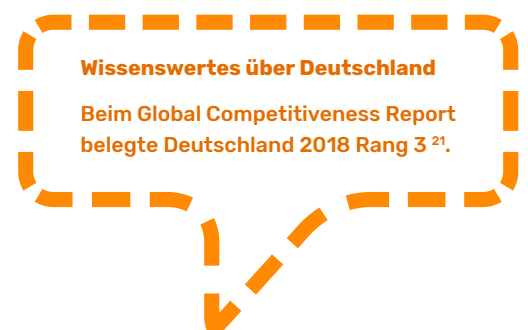 Wissenswertes über Deutschland
Beim Global Competitiveness Report
belegte Deutschland 2018 Rang 3 ²¹.